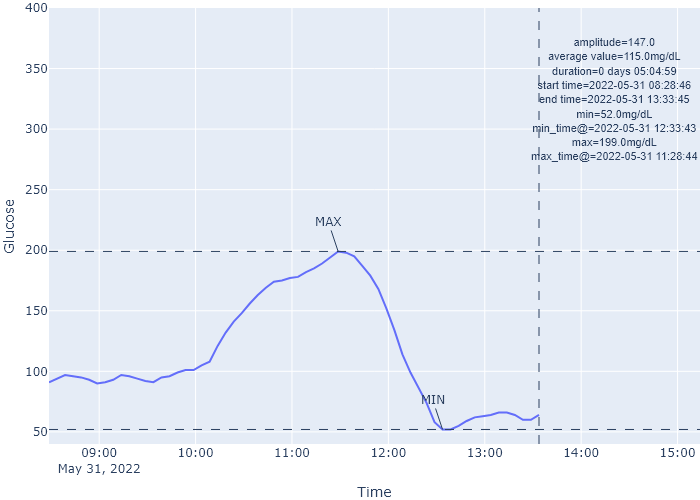 400
350
300
250
200
150
100
50
Glucose
amplitude=147.0
average value=115.0mg/dL
duration=0 days 05:04:59
start time=2022-05-31 08:28:46
end time=2022-05-31 13:33:45
min=52.0mg/dL
min_time@=2022-05-31 12:33:43
max=199.0mg/dL
max_time@=2022-05-31 11:28:44
MAX
MIN
09:00 10:00 11:00 12:00 13:00 14:00 15:00
May 31, 2022
Time